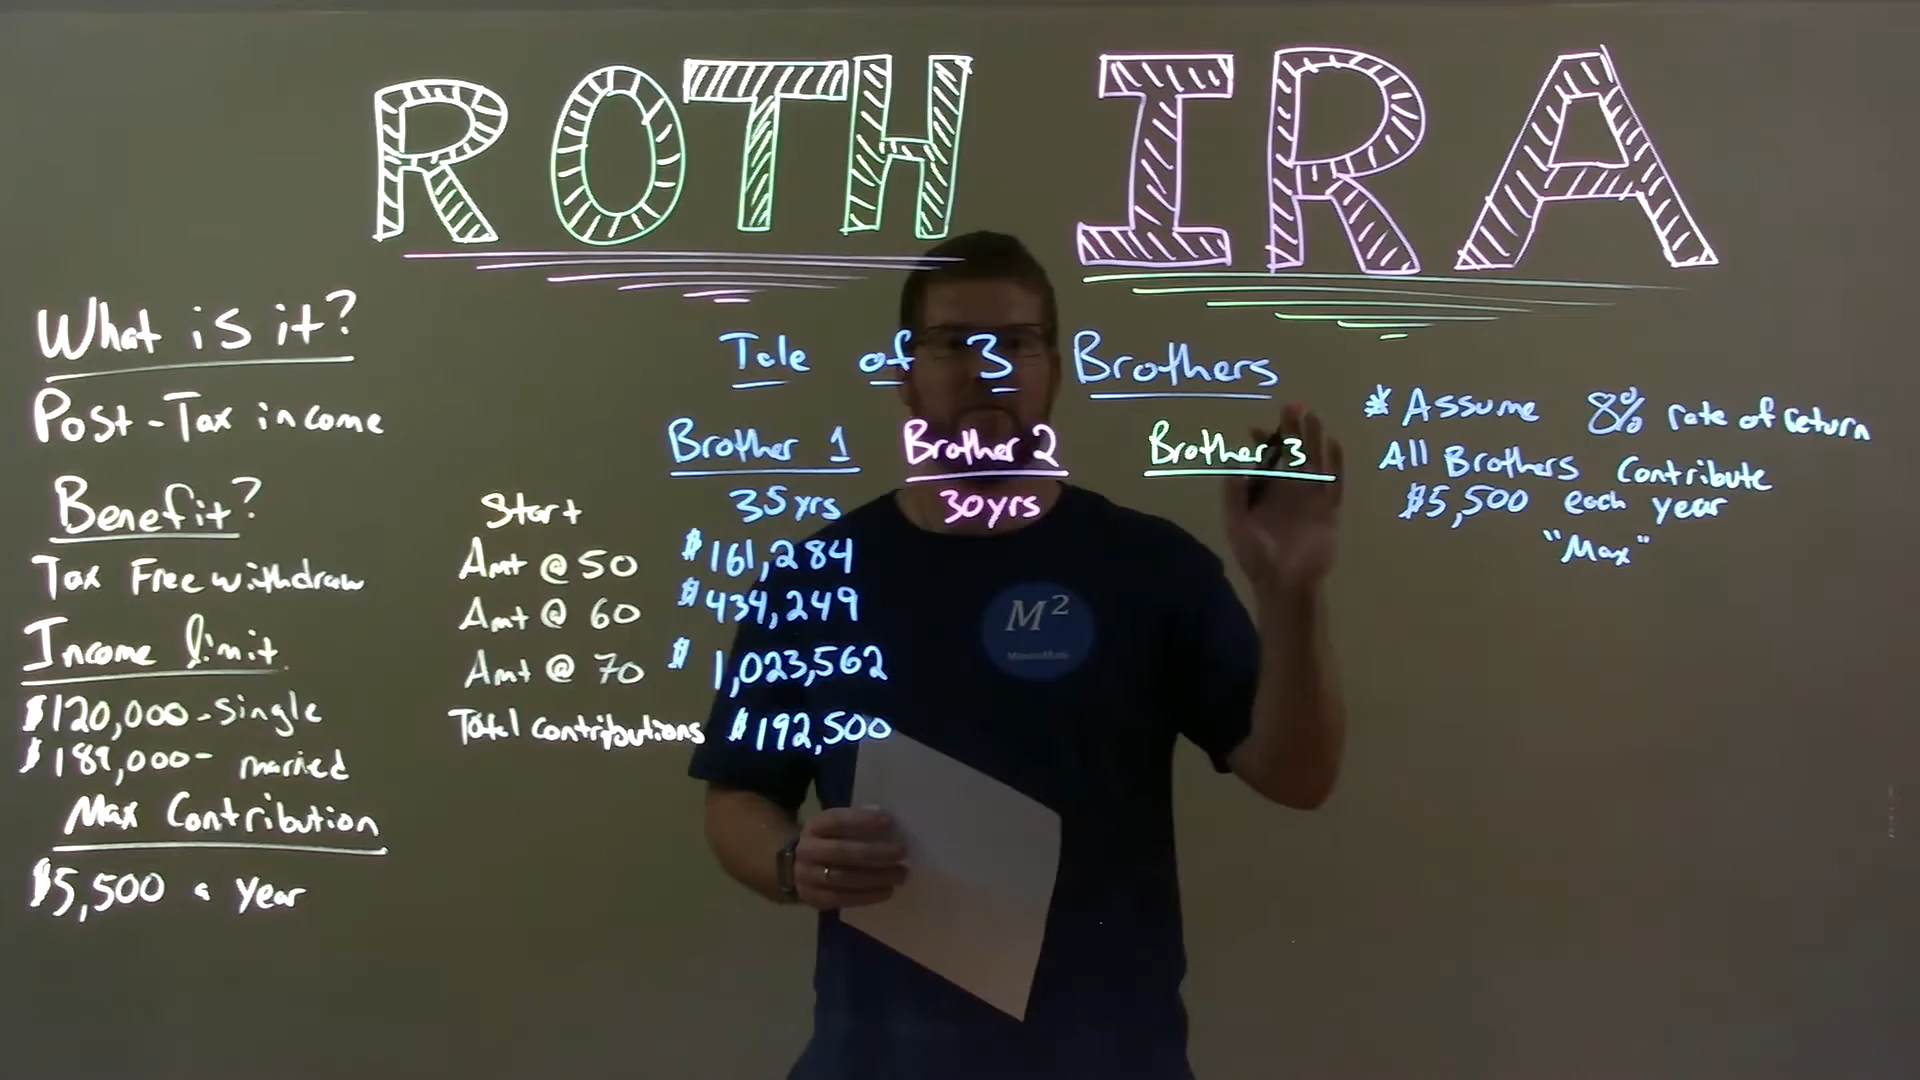 ROTH IRA
What is it?
Post-Tax income
Benefit?
Tax Free withdraw
Income limit
$120,000-single
$189,000- married
Max Contribution
$5,500 a year
Tale of 3 Brothers
Brother 1 Brother 2 Brother 3
Start 35yrs 30yrs
Amt @ 50 $161,284
Amt @ 60 $434,249
Amt @ 70 $1,023,562
Total contributions $192,500
* Assume 8% rate of return
All Brothers Contribute
$5,500 each year
"Max"
M²